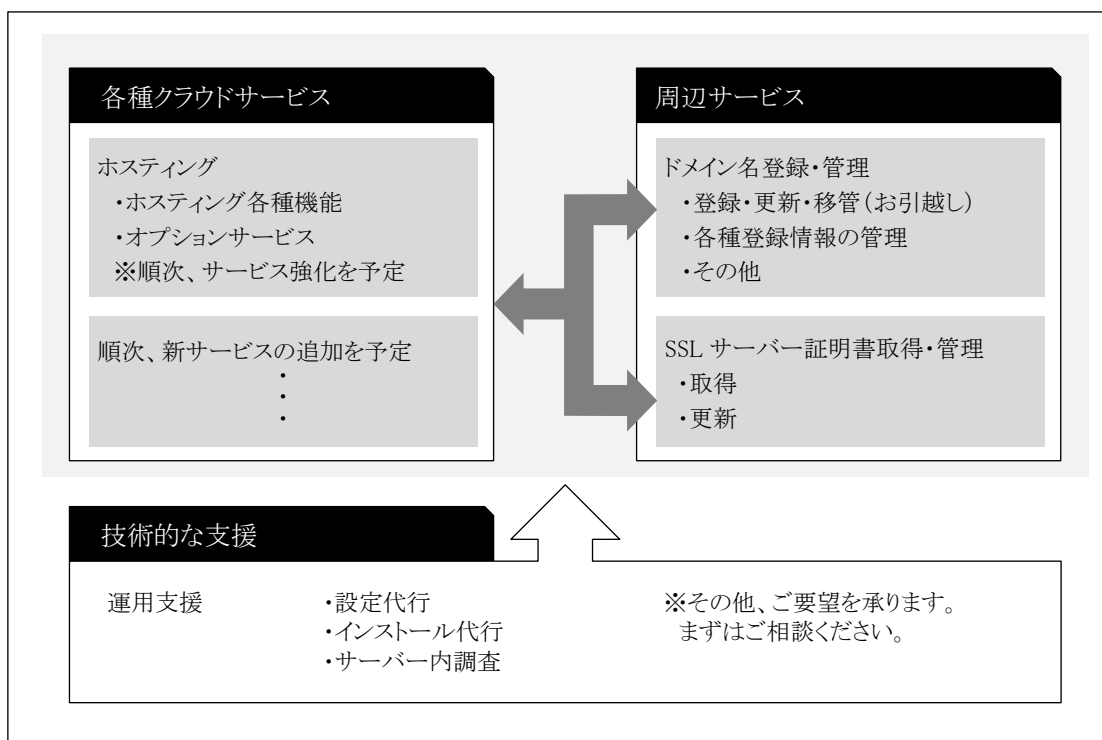 各種クラウドサービス
ホスティング
・ホスティング各種機能
・オプションサービス
※順次、サービス強化を予定
順次、新サービスの追加を予定
・
・
・
周辺サービス
ドメイン名登録・管理
・登録・更新・移管(お引越し)
・各種登録情報の管理
・その他
SSL サーバー証明書取得・管理
・取得
・更新
技術的な支援
運用支援
・設定代行
・インストール代行
・サーバー内調査
※その他、ご要望を承ります。
まずはご相談ください。